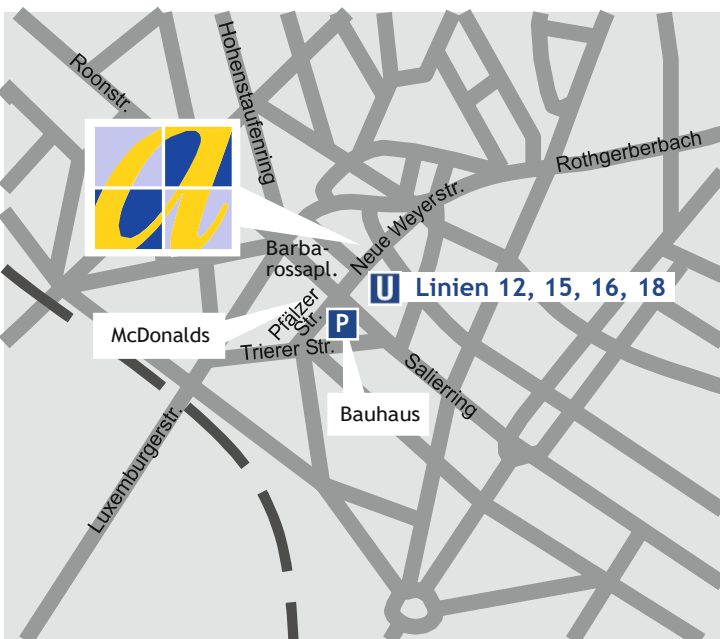 Roonstr.
Hohenstaufenring
Rothgerberbach
Neue Weyerstr.
a
Barba-
rossapl.
U Linien 12, 15, 16, 18
Pfälzer
Str.
P
McDonalds
Trierer Str.
Salierring
Bauhaus
Luxemburgerstr.